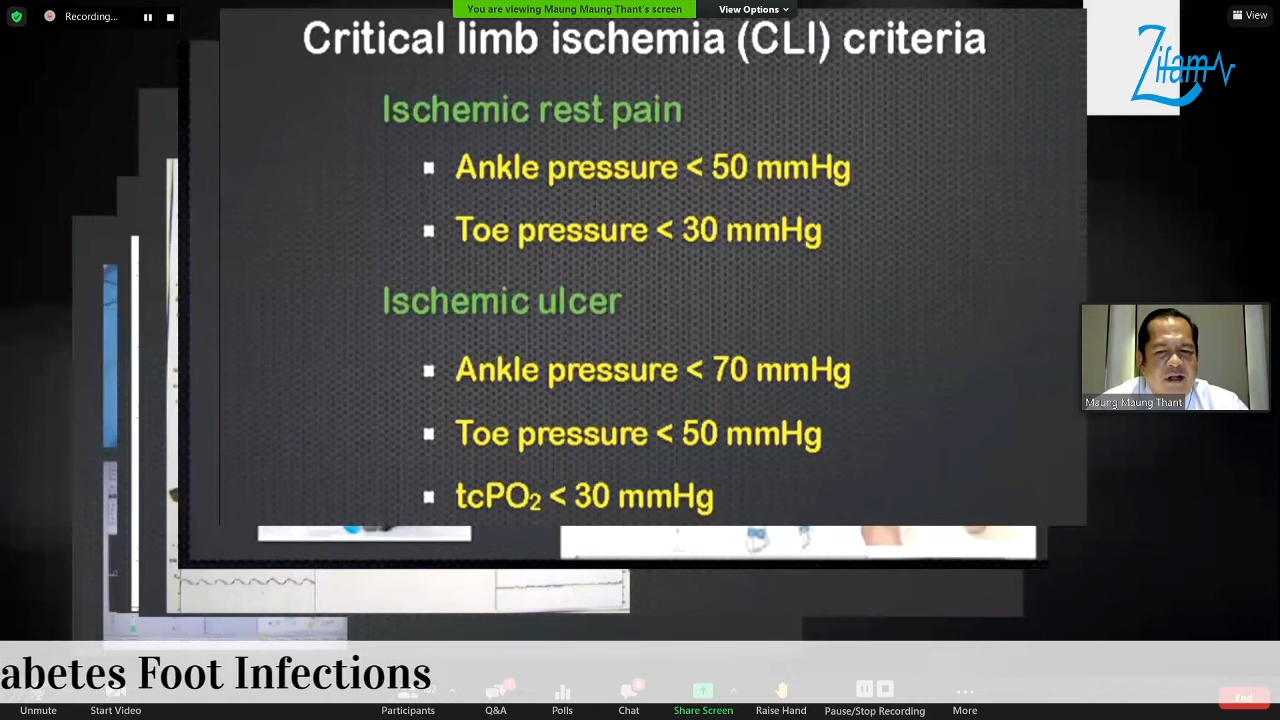 Recording...
You are viewing Maung Maung Thant's screen
View Options
View
Critical limb ischemia (CLI) criteria
Zifam
Ischemic rest pain
Ankle pressure < 50 mmHg
Toe pressure < 30 mmHg
Ischemic ulcer
Ankle pressure < 70 mmHg
Toe pressure < 50 mmHg
tcPO₂ < 30 mmHg
Maung Maung Thant
abetes Foot Infections
Unmute
Start Video
Participants
Q&A
Polls
Chat
Share Screen
Raise Hand
Pause/Stop Recording
More
End